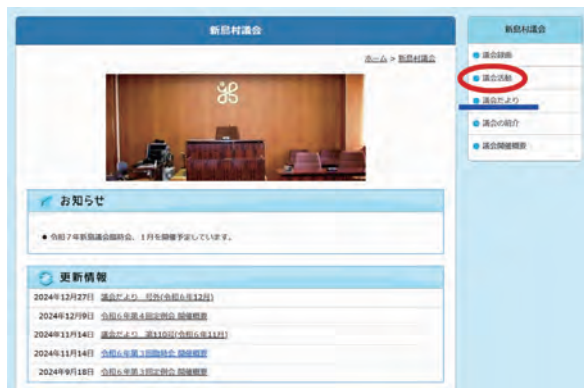 新島村議会
ホーム > 新島村議会
お知らせ
● 令和7年新島議会臨時会、1月を開催予定しています。
更新情報
2024年12月27日 議会だより 号外(令和6年12月)
2024年12月9日 令和6年第4回定例会 開催概要
2024年11月14日 議会だより 第110号(令和6年11月)
2024年11月14日 令和6年第3回臨時会 開催概要
2024年9月18日 令和6年第3回定例会 開催概要
新島村議会
議会録画
議会活動
議会だより
議会の紹介
議会開催概要